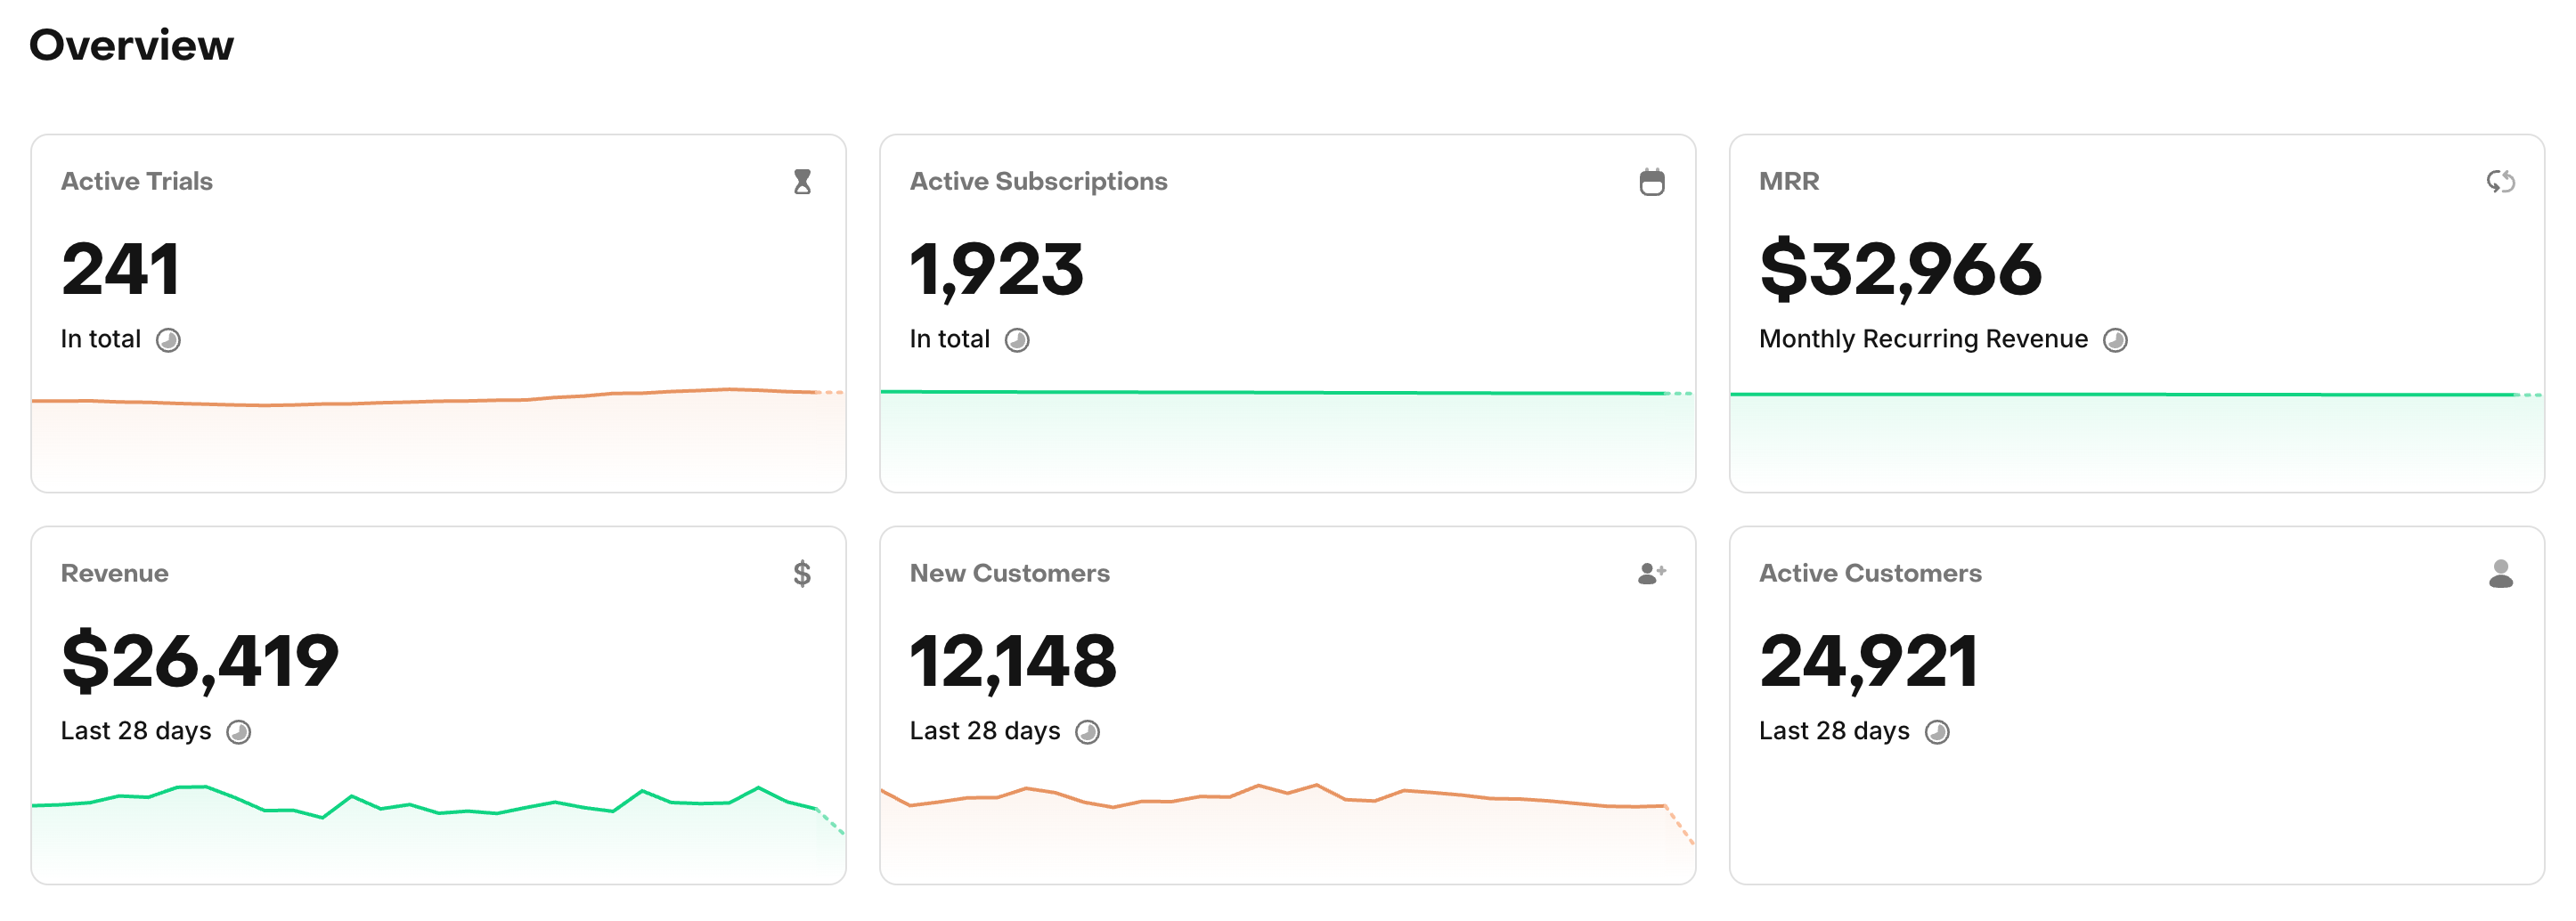 Overview
Active Trials
241
In total
Active Subscriptions
1,923
In total
MRR
$32,966
Monthly Recurring Revenue
Revenue
$26,419
Last 28 days
New Customers
12,148
Last 28 days
Active Customers
24,921
Last 28 days